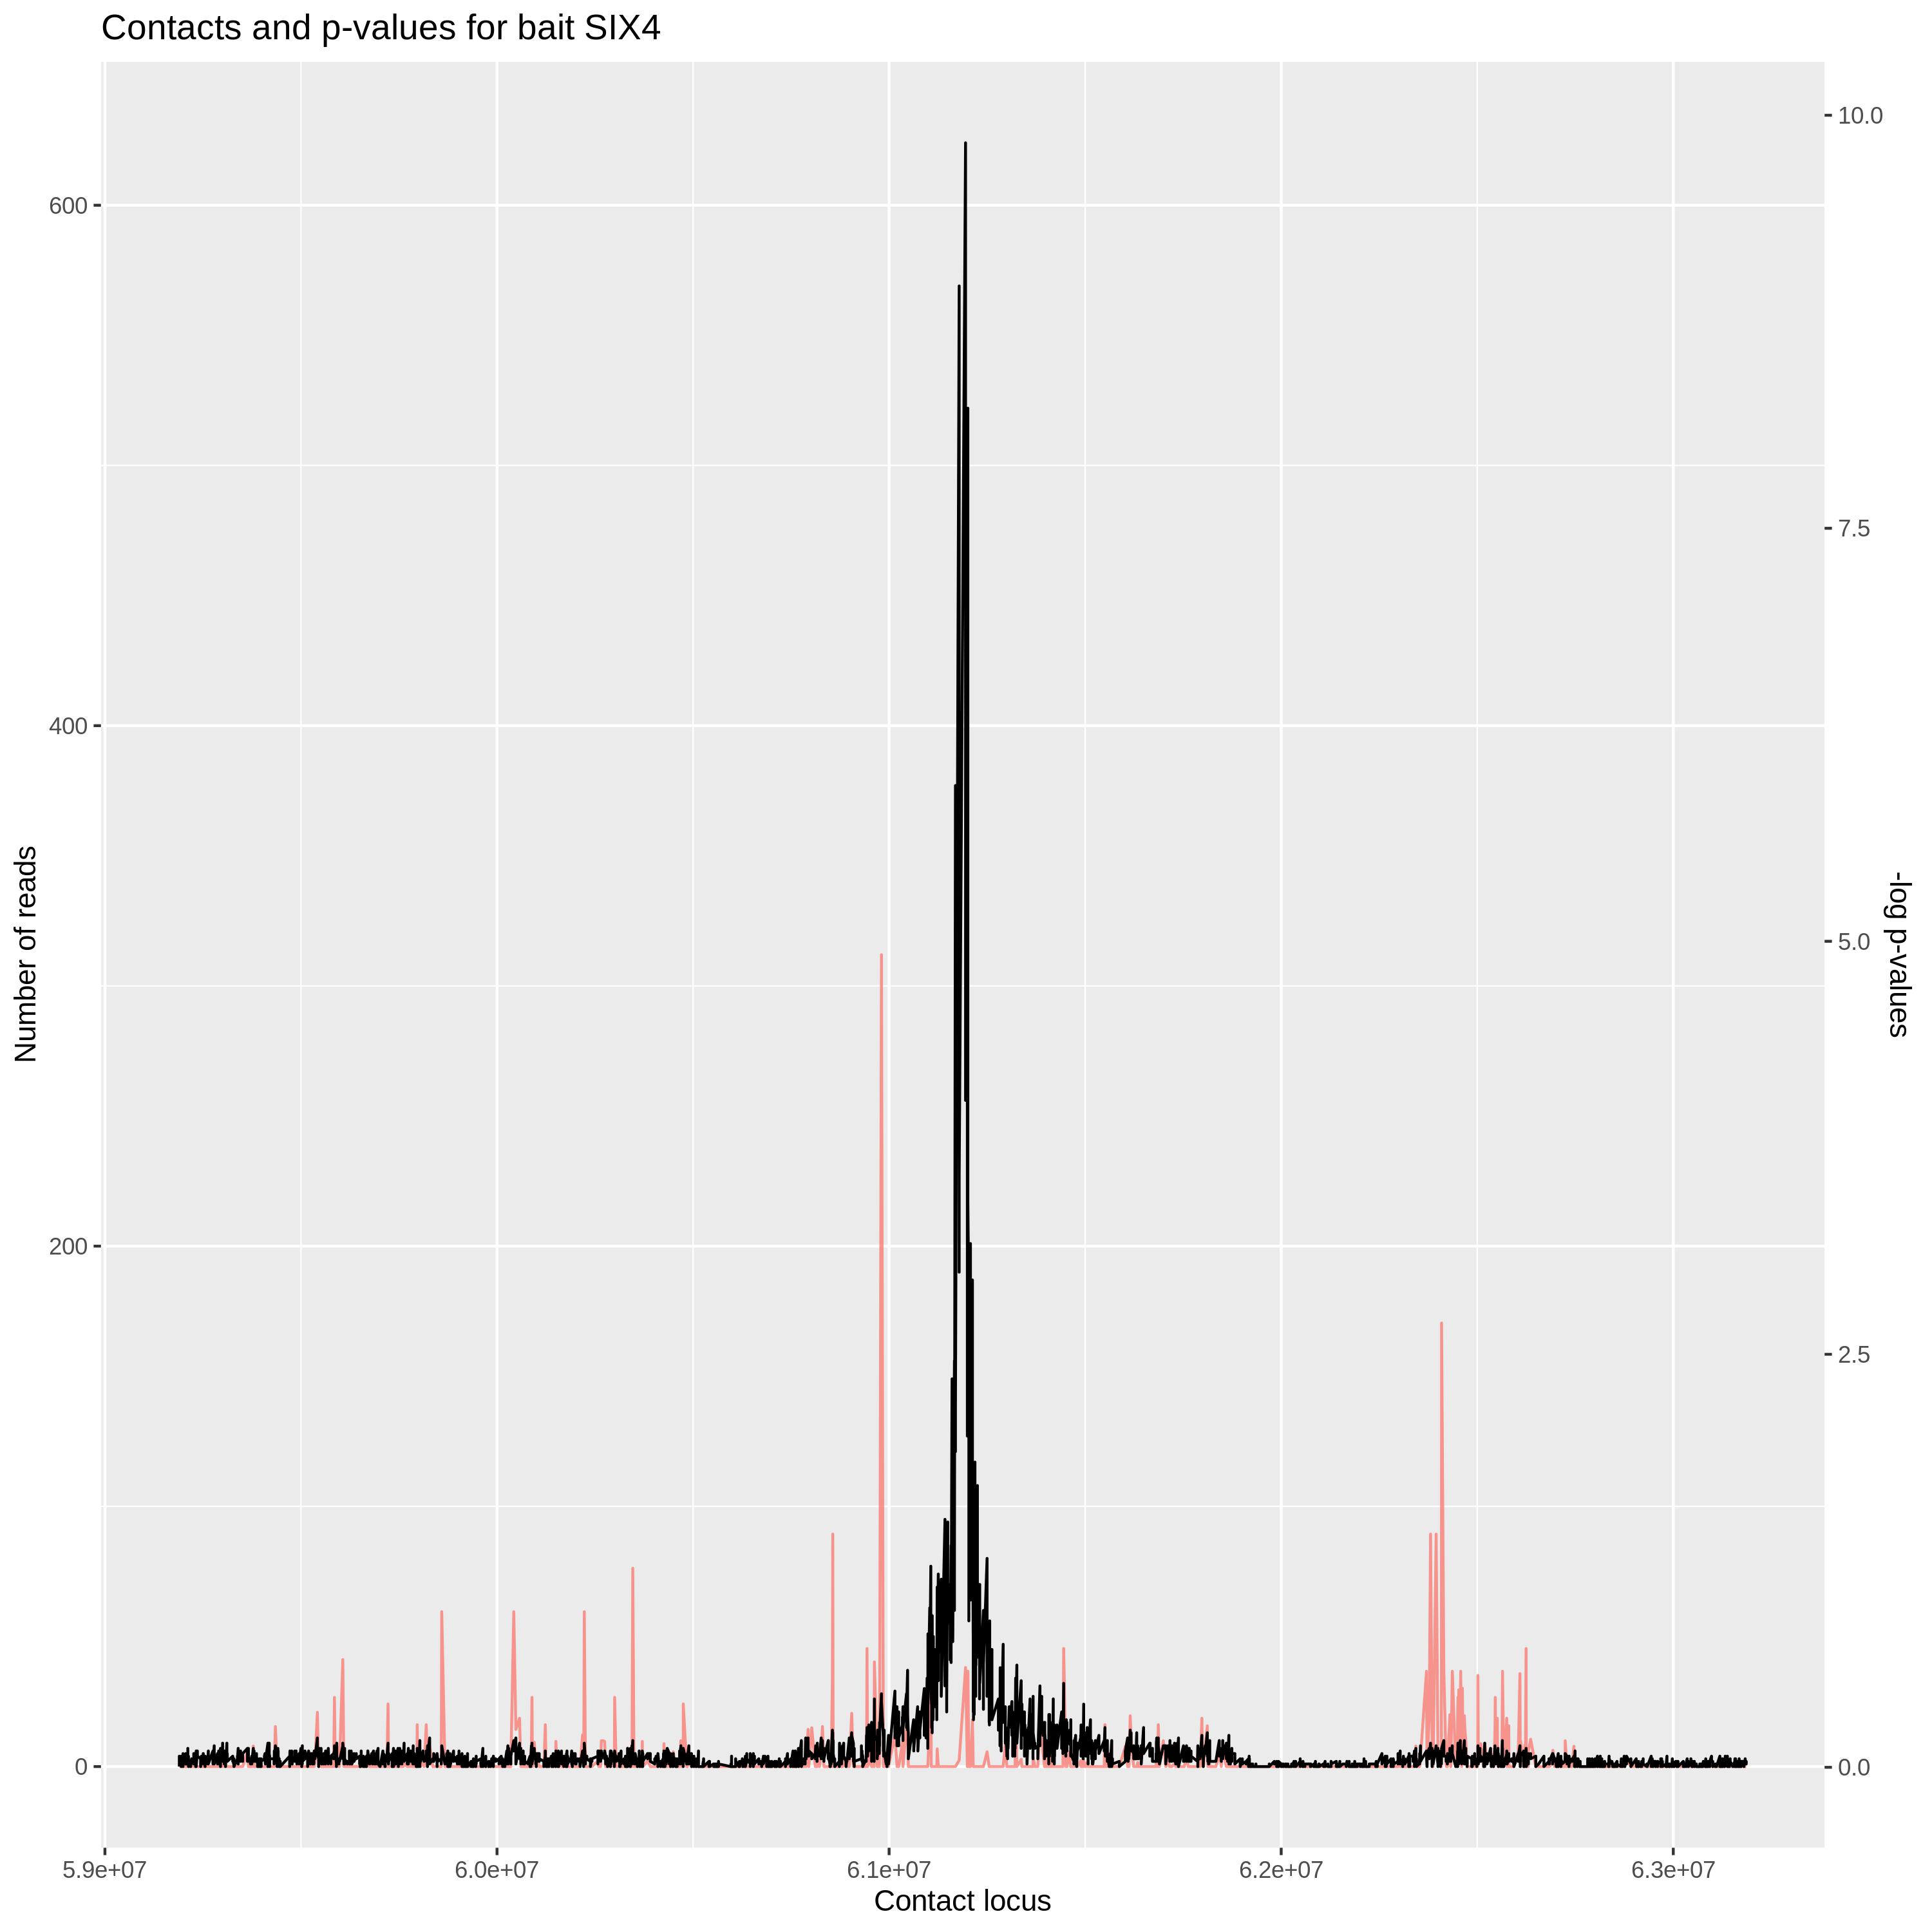 Contacts and p-values for bait SIX4
Number of reads
600
400
200
0
10.0
7.5
5.0
2.5
0.0
-log p-values
5.9e+07
6.0e+07
6.1e+07
6.2e+07
6.3e+07
Contact locus